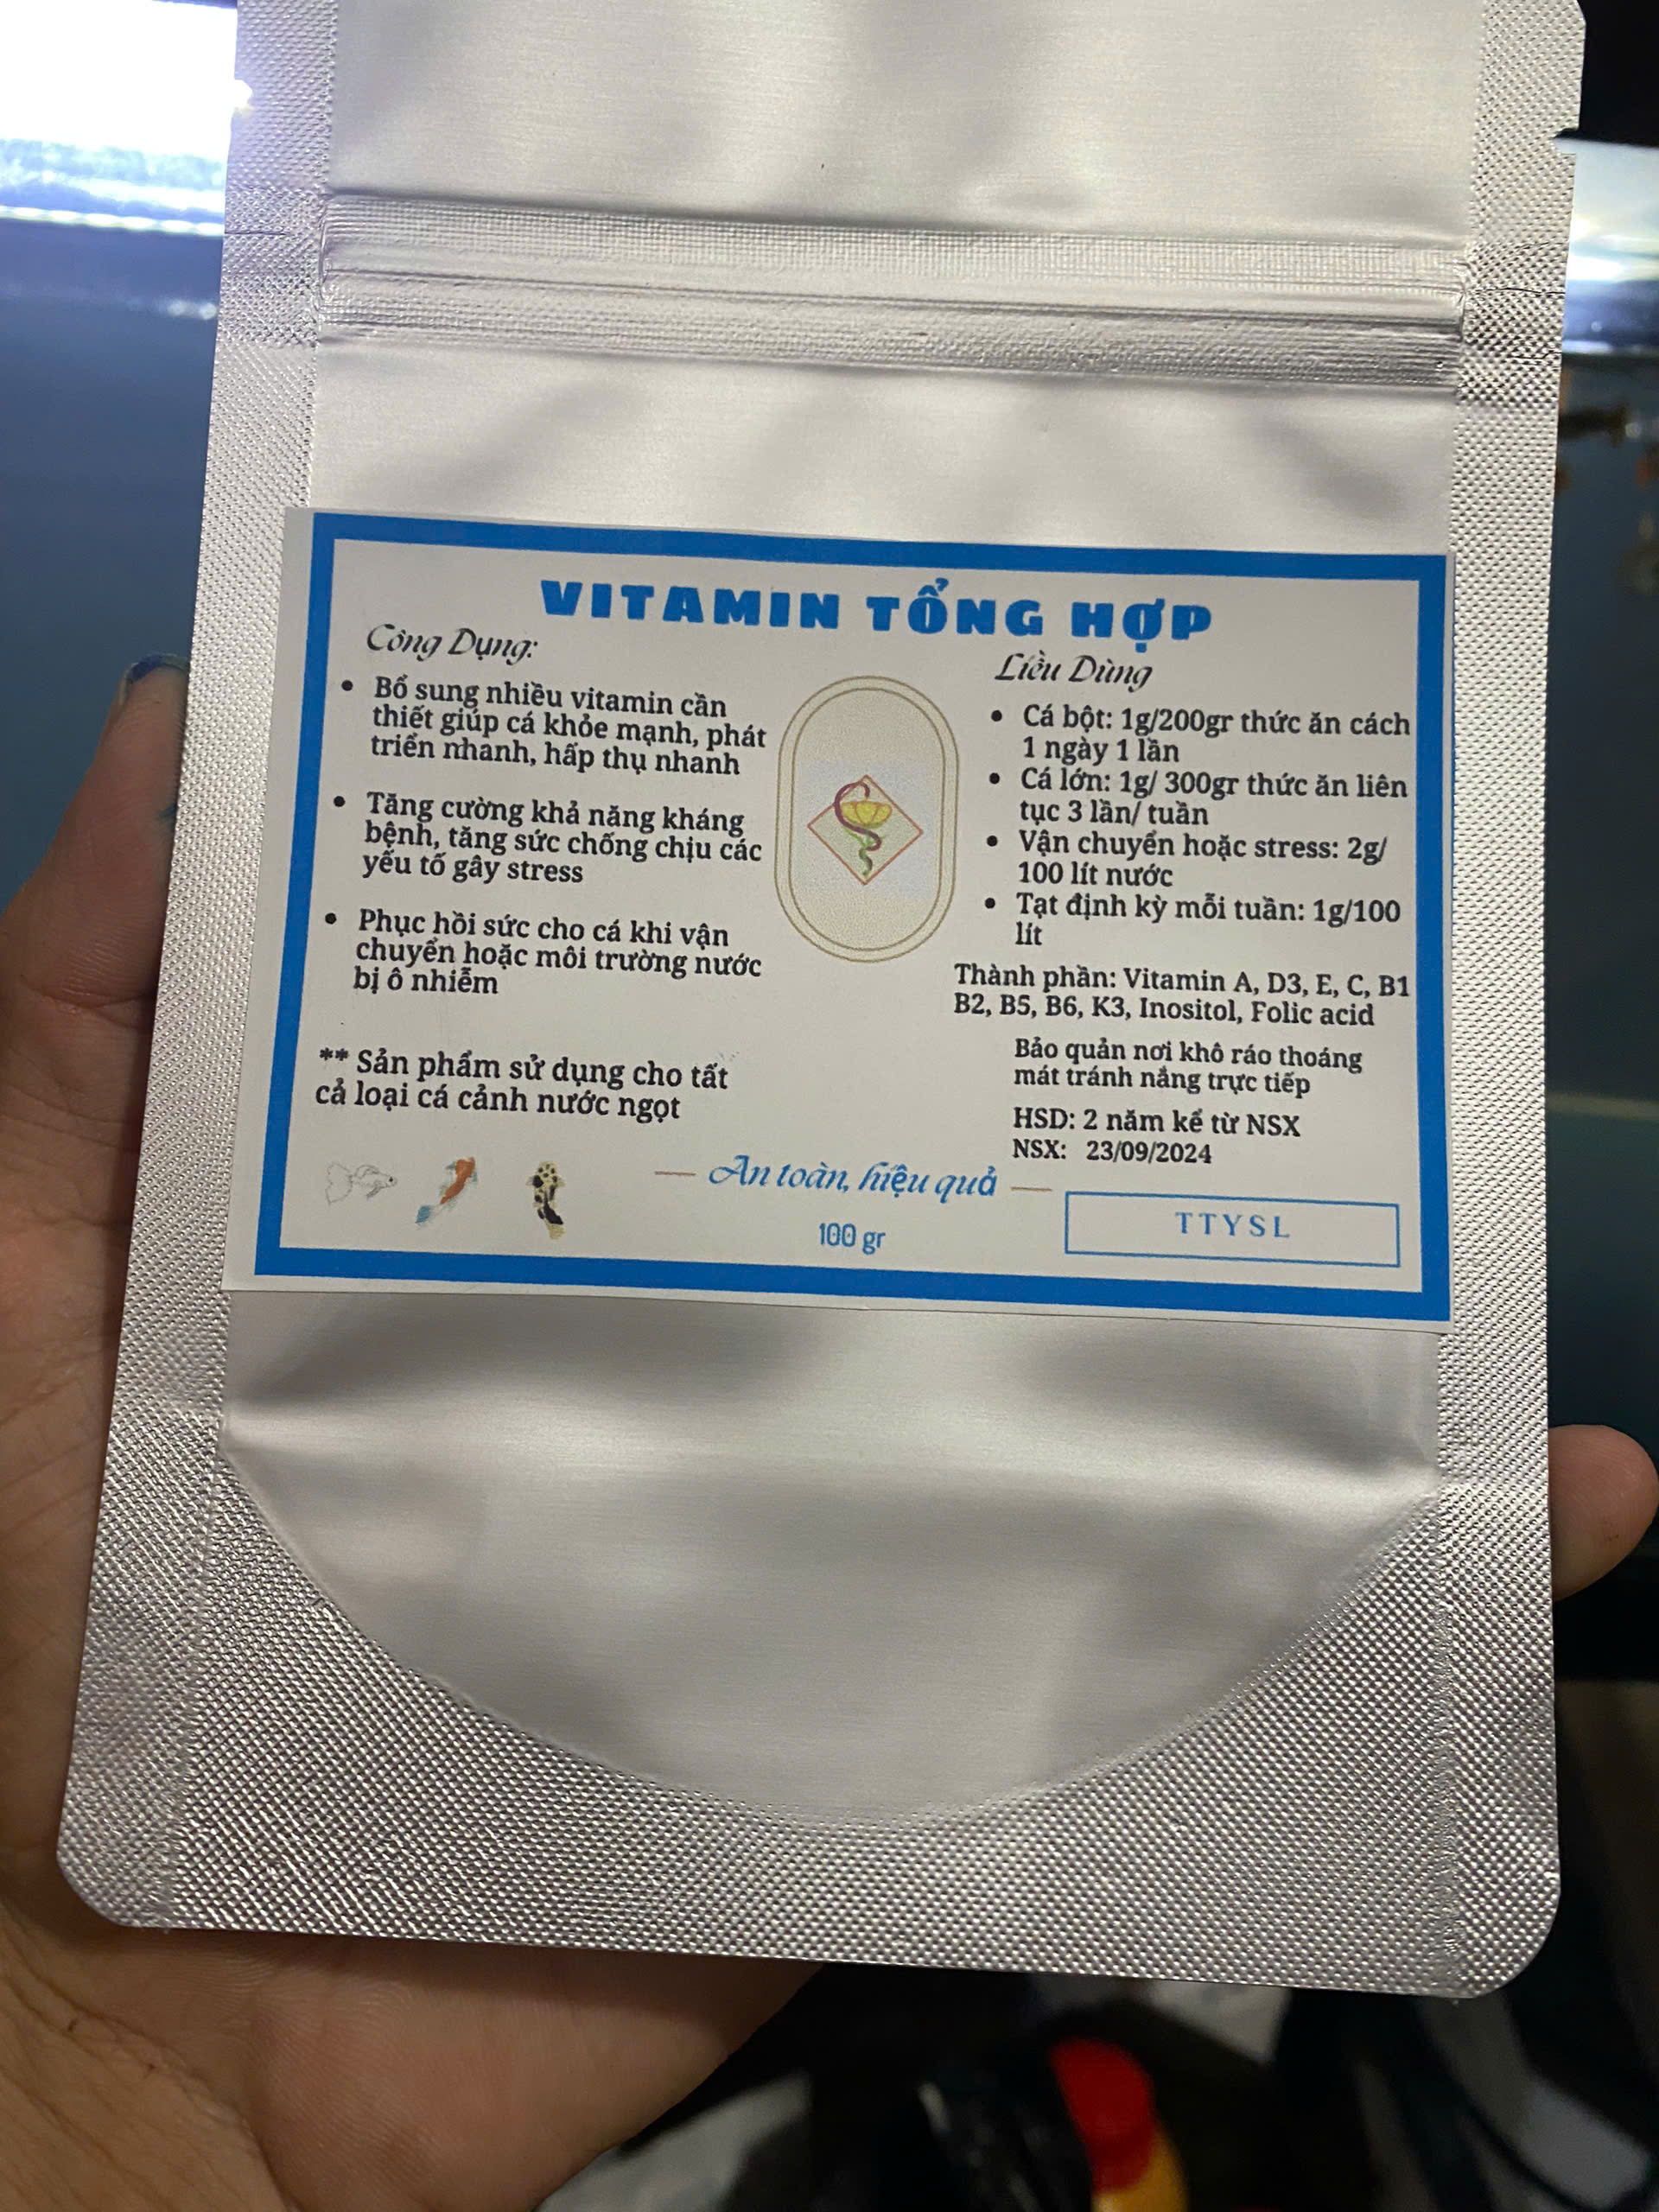 VITAMIN TỔNG HỢP
Công Dụng:
• Bổ sung nhiều vitamin cần
thiết giúp cá khỏe mạnh, phát
triển nhanh, hấp thụ nhanh
• Tăng cường khả năng kháng
bệnh, tăng sức chống chịu các
yếu tố gây stress
• Phục hồi sức cho cá khi vận
chuyển hoặc môi trường nước
bị ô nhiễm
** Sản phẩm sử dụng cho tất
cả loại cá cảnh nước ngọt
Liều Dùng
• Cá bột: 1g/200gr thức ăn cách
1 ngày 1 lần
• Cá lớn: 1g/ 300gr thức ăn liên
tục 3 lần/ tuần
• Vận chuyển hoặc stress: 2g/
100 lít nước
• Tạt định kỳ mỗi tuần: 1g/100
lít
Thành phần: Vitamin A, D3, E, C, B1
B2, B5, B6, K3, Inositol, Folic acid
Bảo quản nơi khô ráo thoáng
mát tránh nắng trực tiếp
HSD: 2 năm kể từ NSX
NSX: 23/09/2024
— An toàn, hiệu quả —
100 gr
TTYSL